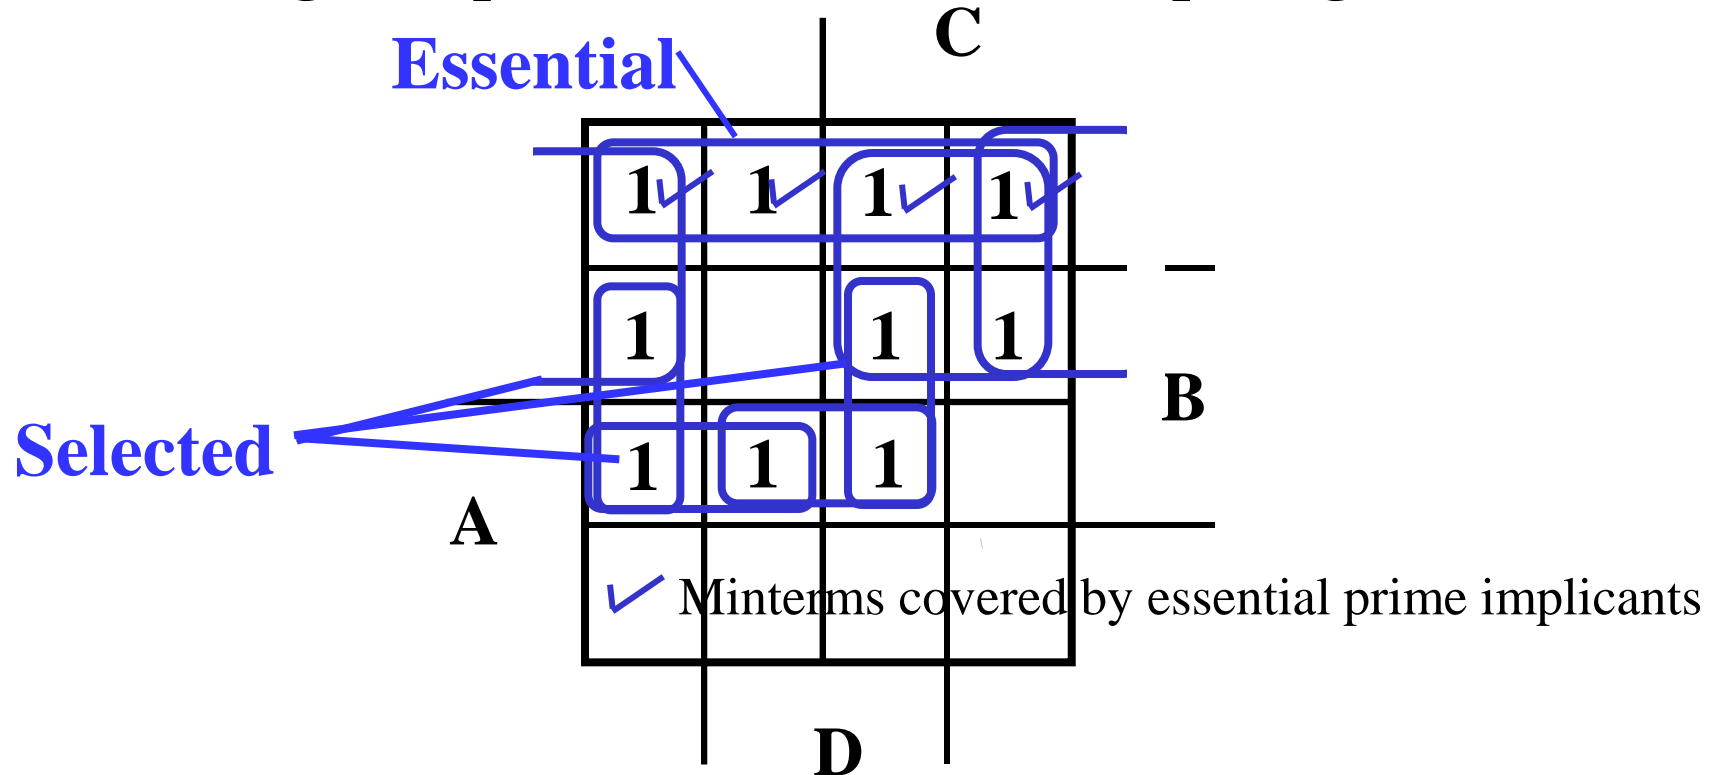 C
Essential
1 1 1 1
1 1 1
B
Selected
1 1 1
A
✓ Minterms covered by essential prime implicants
D